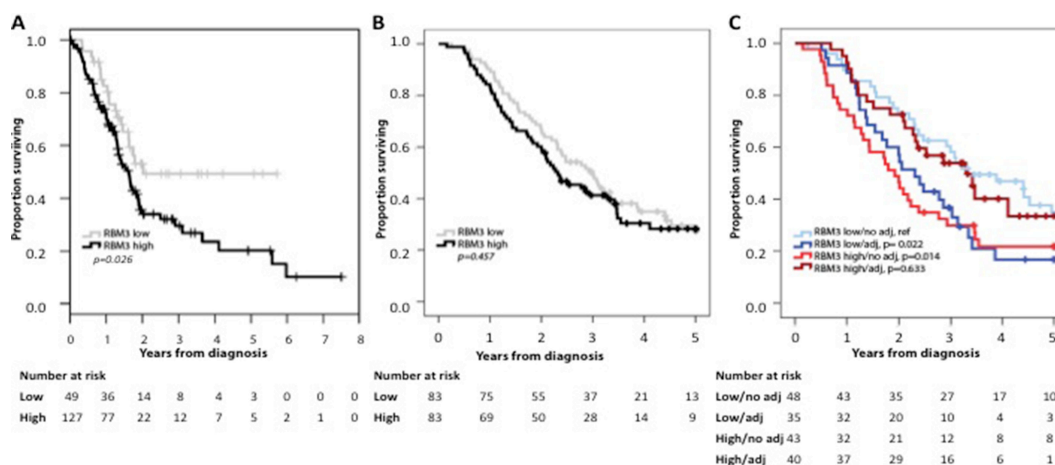 A
Proportion surviving
1.0
0.8
0.6
0.4
0.2
0.0
RBM3 low
RBM3 high
p=0.026
0 1 2 3 4 5 6 7 8
Years from diagnosis
Number at risk
Low 49 36 14 8 4 3 0 0 0
High 127 77 22 12 7 5 2 1 0
B
Proportion surviving
1.0
0.8
0.6
0.4
0.2
0.0
RBM3 low
RBM3 high
p=0.457
0 1 2 3 4 5
Years from diagnosis
Number at risk
Low 83 75 55 37 21 13
High 83 69 50 28 14 9
C
Proportion surviving
1.0
0.8
0.6
0.4
0.2
0.0
RBM3 low/no adj, ref
RBM3 low/adj, p= 0.022
RBM3 high/no adj, p=0.014
RBM3 high/adj, p=0.633
0 1 2 3 4 5
Years from diagnosis
Number at risk
Low/no adj 48 43 35 27 17 10
Low/adj 35 32 20 10 4 3
High/no adj 43 32 21 12 8 8
High/adj 40 37 29 16 6 1